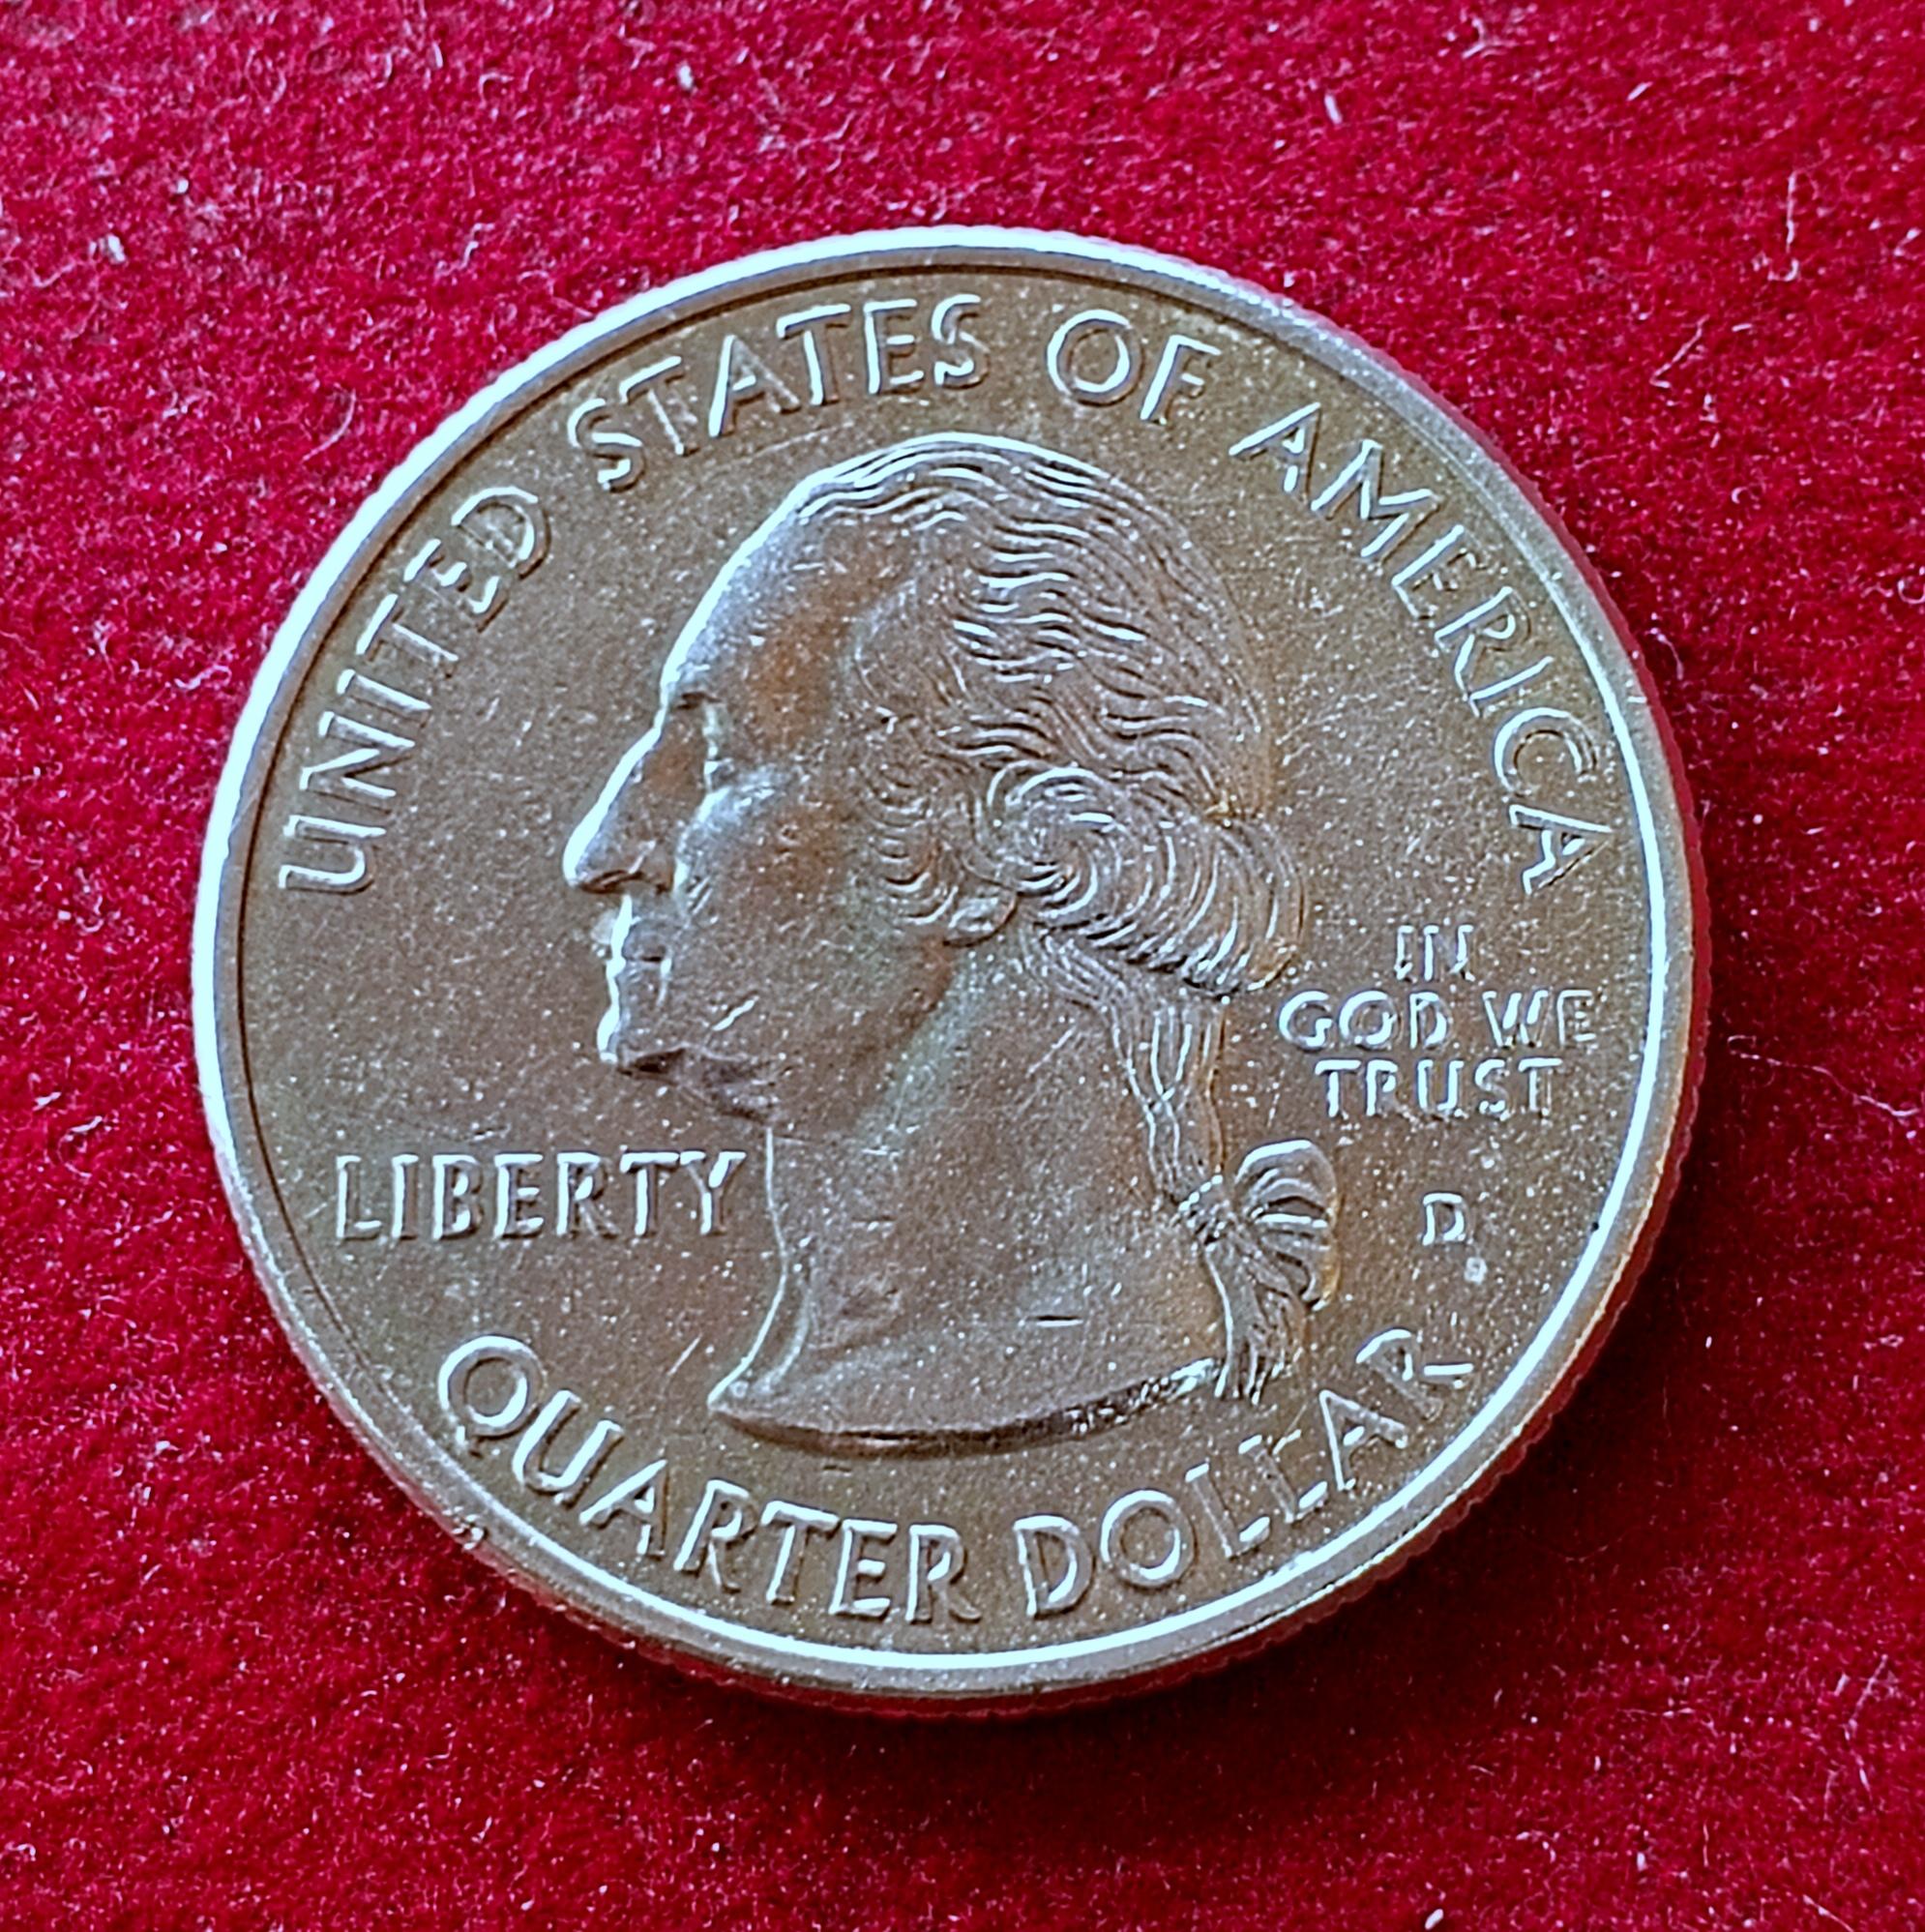 UNITED STATES OF AMERICA
LIBERTY
IN
GOD WE
TRUST
D
QUARTER DOLLAR